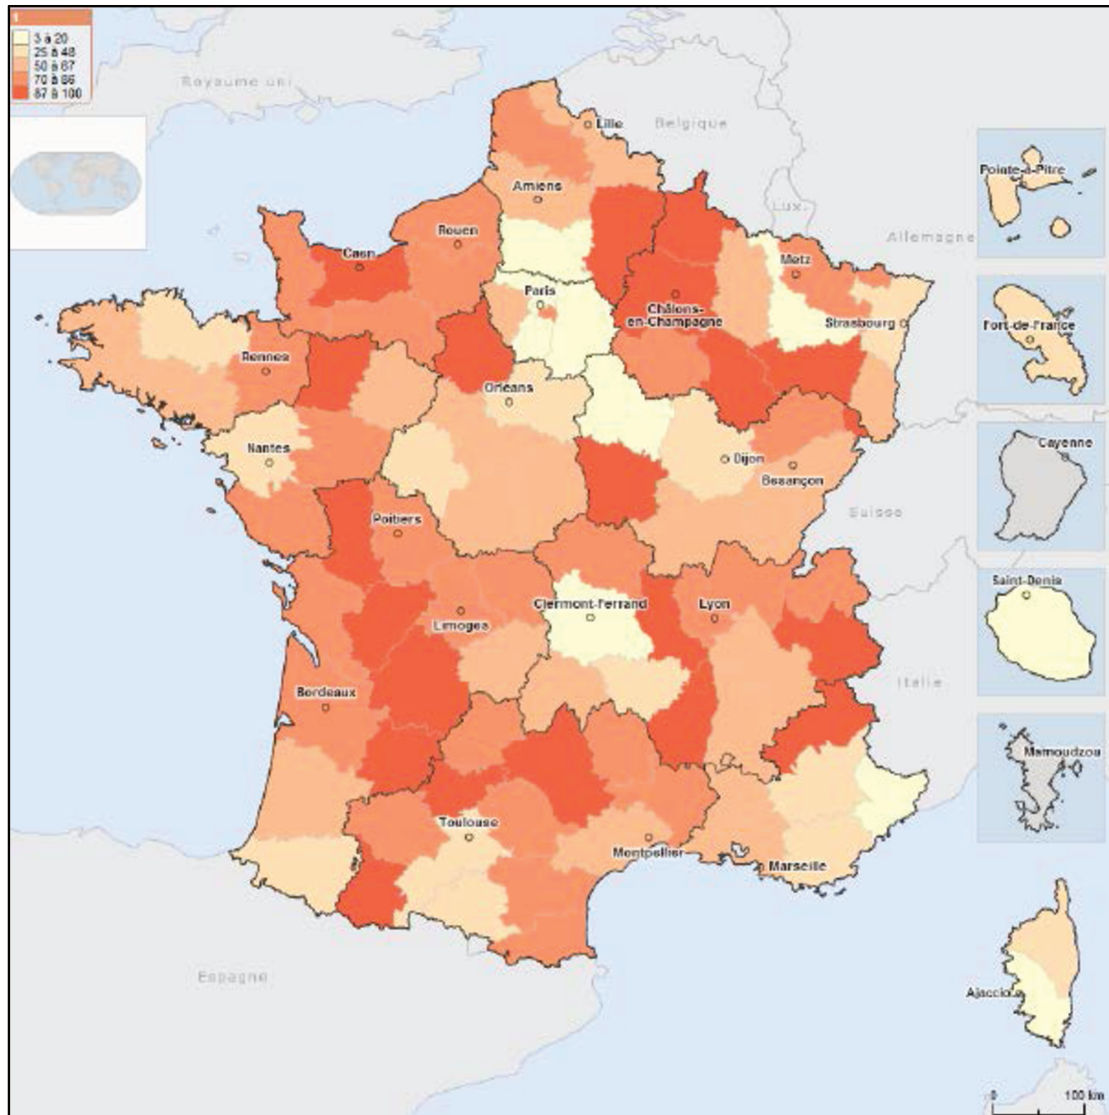 1
3 à 20
25 à 48
50 à 67
70 à 86
87 à 100
Royaume uni
Belgique
Lille
Pointe-à-Pitre
Amiens
Lux.
Rouen
Allemagne
Caen
Metz
Paris
Châlons-
en-Champagne
Strasbourg
Fort-de-France
Rennes
Orléans
Cayenne
Nantes
Dijon
Besançon
Suisse
Poitiers
Saint-Denis
Clermont-Ferrand
Lyon
Limoges
Italie
Bordeaux
Mamoudzou
Toulouse
Montpellier
Marseille
Espagne
Ajaccio
0 100 km